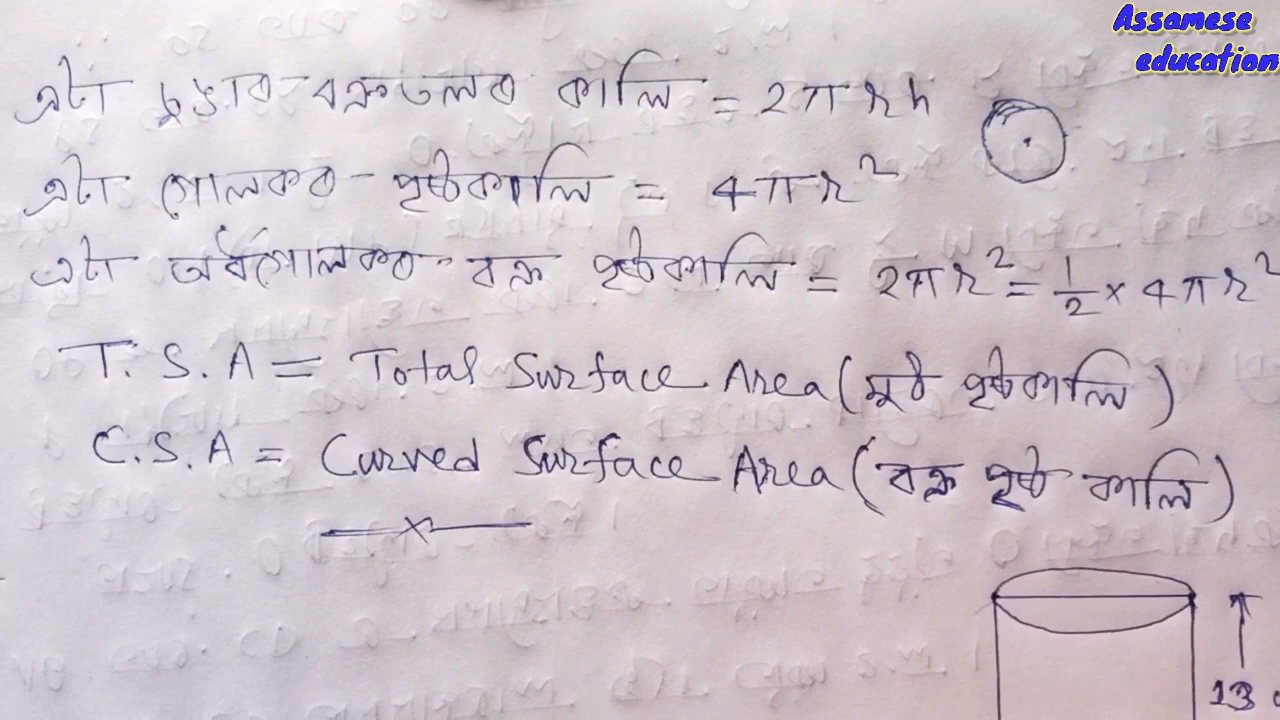 Assamese
education
এটা চুঙাৰ বক্ৰতলৰ কালি = 2πrh
এটা গোলকৰ পৃষ্ঠকালি = 4πr²
এটা অৰ্ধগোলকৰ বক্ৰ পৃষ্ঠকালি = 2πr² = 1/2 × 4πr²
T.S.A = Total Surface Area (মুঠ পৃষ্ঠকালি)
C.S.A = Curved Surface Area (বক্ৰ পৃষ্ঠ কালি)
13